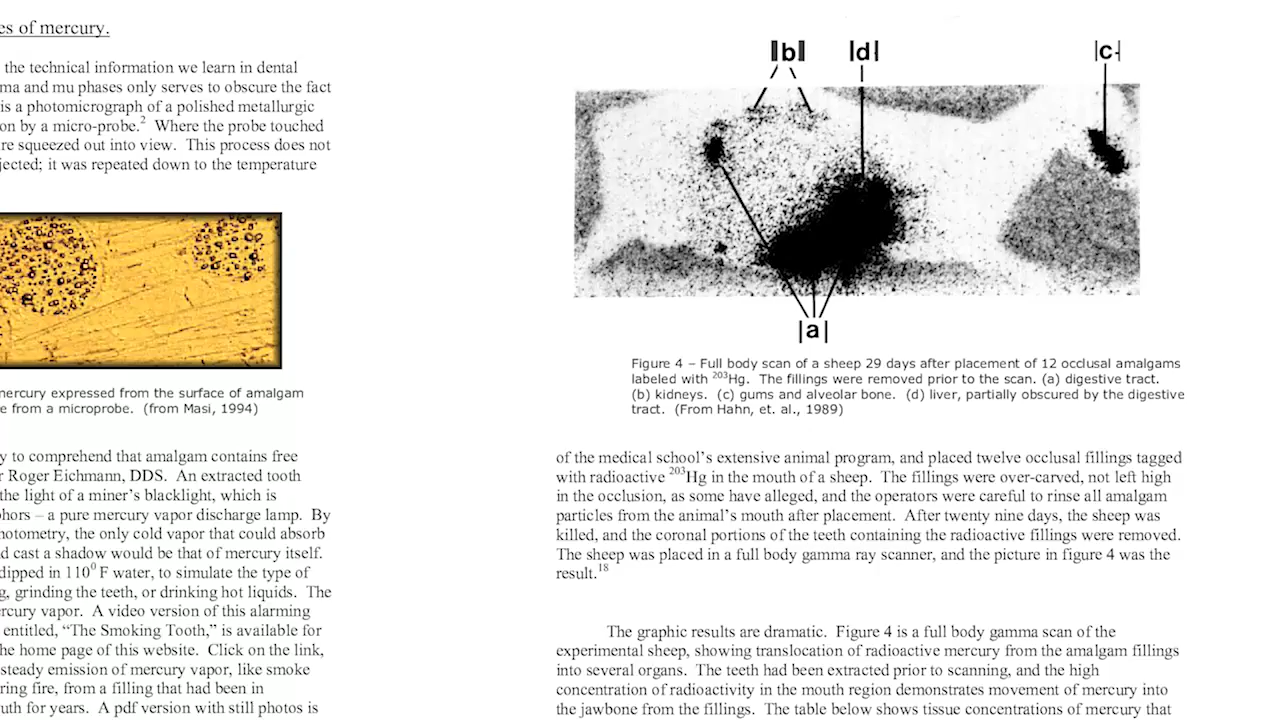 es of mercury.
the technical information we learn in dental
ma and mu phases only serves to obscure the fact
is a photomicrograph of a polished metallurgic
on by a micro-probe.2 Where the probe touched
re squeezed out into view. This process does not
jected; it was repeated down to the temperature
mercury expressed from the surface of amalgam
e from a microprobe. (from Masi, 1994)
y to comprehend that amalgam contains free
r Roger Eichmann, DDS. An extracted tooth
the light of a miner's blacklight, which is
phors – a pure mercury vapor discharge lamp. By
hotometry, the only cold vapor that could absorb
d cast a shadow would be that of mercury itself.
dipped in 110⁰ F water, to simulate the type of
g, grinding the teeth, or drinking hot liquids. The
ercury vapor. A video version of this alarming
entitled, “The Smoking Tooth,” is available for
he home page of this website. Click on the link,
steady emission of mercury vapor, like smoke
ring fire, from a filling that had been in
uth for years. A pdf version with still photos is
|b| |d| |c|
|a|
Figure 4 – Full body scan of a sheep 29 days after placement of 12 occlusal amalgams
labeled with ²⁰³Hg. The fillings were removed prior to the scan. (a) digestive tract.
(b) kidneys. (c) gums and alveolar bone. (d) liver, partially obscured by the digestive
tract. (From Hahn, et. al., 1989)
of the medical school's extensive animal program, and placed twelve occlusal fillings tagged
with radioactive ²⁰³Hg in the mouth of a sheep. The fillings were over-carved, not left high
in the occlusion, as some have alleged, and the operators were careful to rinse all amalgam
particles from the animal's mouth after placement. After twenty nine days, the sheep was
killed, and the coronal portions of the teeth containing the radioactive fillings were removed.
The sheep was placed in a full body gamma ray scanner, and the picture in figure 4 was the
result.¹⁸
The graphic results are dramatic. Figure 4 is a full body gamma scan of the
experimental sheep, showing translocation of radioactive mercury from the amalgam fillings
into several organs. The teeth had been extracted prior to scanning, and the high
concentration of radioactivity in the mouth region demonstrates movement of mercury into
the jawbone from the fillings. The table below shows tissue concentrations of mercury that